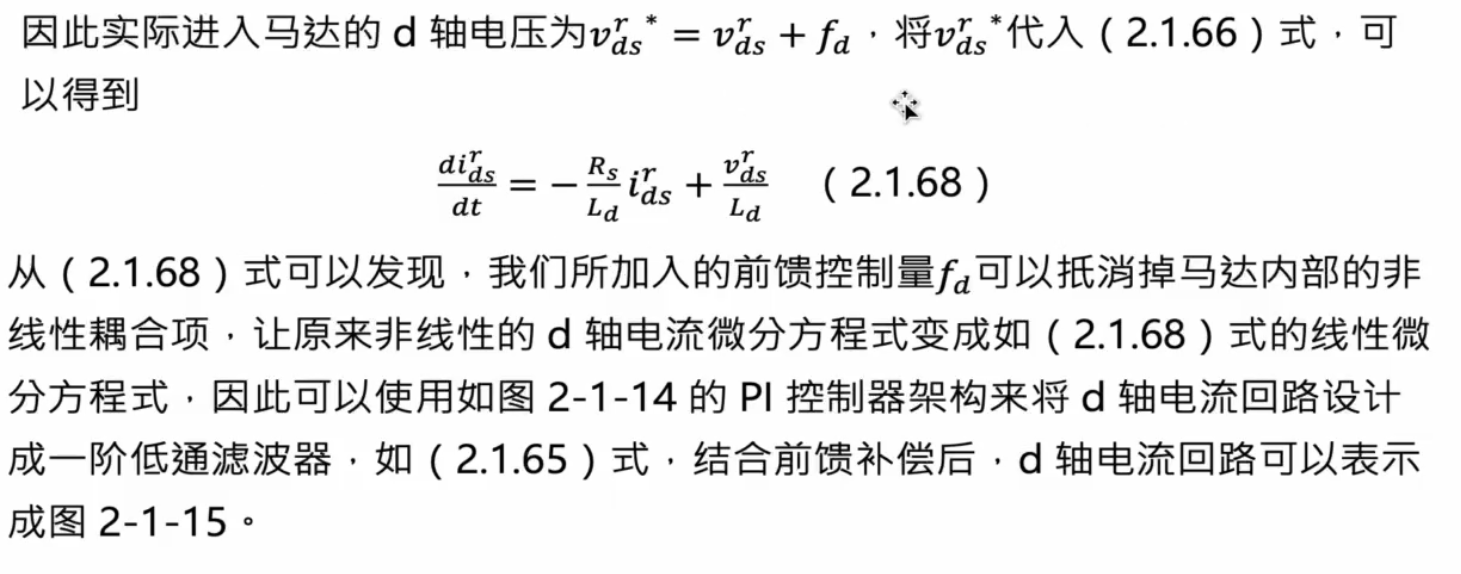 因此实际进入马达的 d 轴电压为$v_{ds}^{r}{}^{*} = v_{ds}^{r} + f_d$，将$v_{ds}^{r}{}^{*}$代入（2.1.66）式，可
以得到
$\frac{di_{ds}^{r}}{dt} = -\frac{R_s}{L_d} i_{ds}^{r} + \frac{v_{ds}^{r}}{L_d}$ （2.1.68）
从（2.1.68）式可以发现，我们所加入的前馈控制量$f_d$可以抵消掉马达内部的非
线性耦合项，让原来非线性的 d 轴电流微分方程式变成如（2.1.68）式的线性微
分方程式，因此可以使用如图 2-1-14 的 PI 控制器架构来将 d 轴电流回路设计
成一阶低通滤波器，如（2.1.65）式，结合前馈补偿后，d 轴电流回路可以表示
成图 2-1-15。